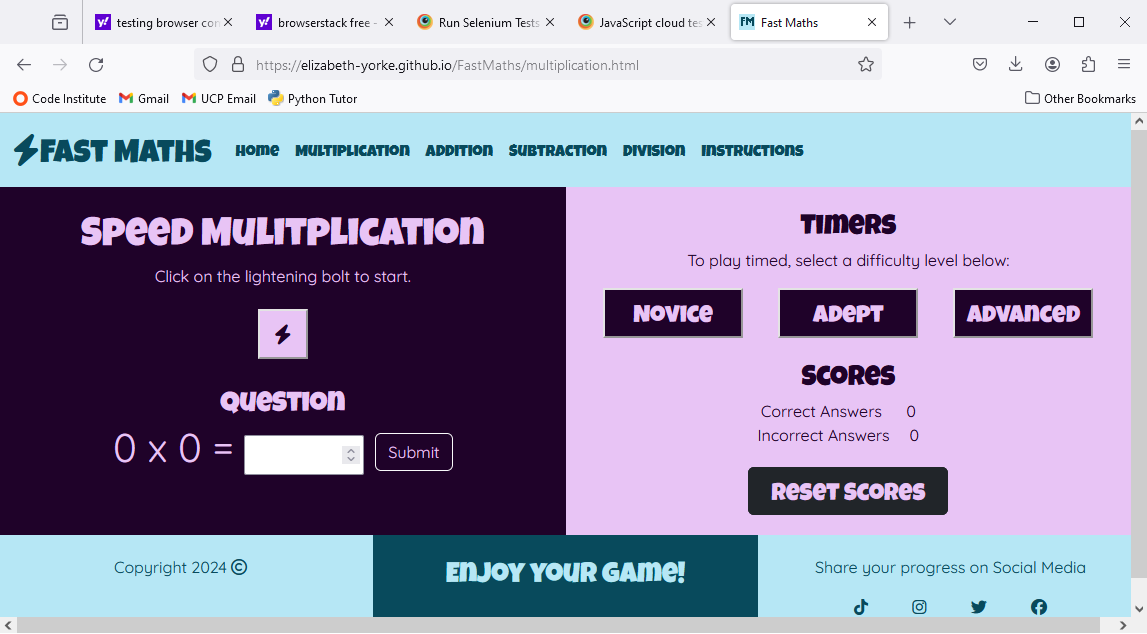 testing browser con
browserstack free -
Run Selenium Tests
JavaScript cloud tes
FM Fast Maths
https://elizabeth-yorke.github.io/FastMaths/multiplication.html
Code Institute
Gmail
UCP Email
Python Tutor
Other Bookmarks
FAST MATHS
Home
Multiplication
Addition
Subtraction
Division
Instructions
Speed Mulitplication
Click on the lightening bolt to start.
Question
0 x 0 =
Submit
Timers
To play timed, select a difficulty level below:
Novice
Adept
Advanced
Scores
Correct Answers 0
Incorrect Answers 0
Reset Scores
Copyright 2024 ©
Enjoy your game!
Share your progress on Social Media